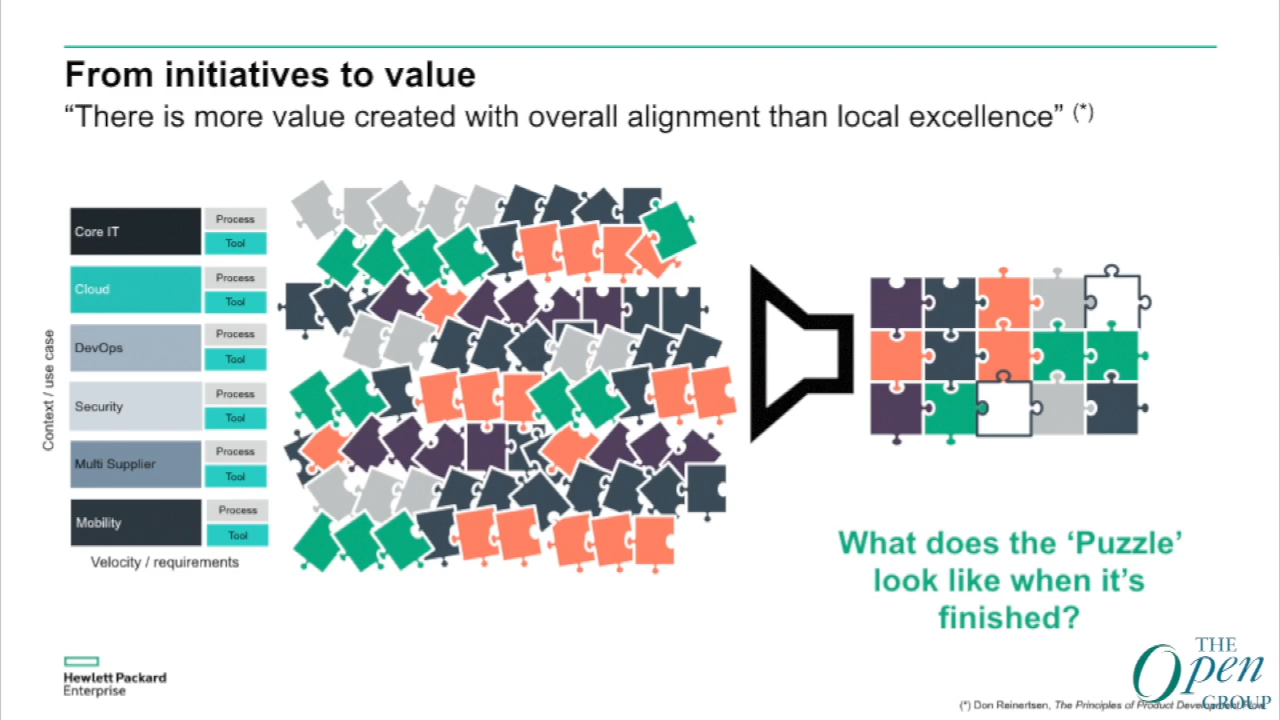 From initiatives to value
“There is more value created with overall alignment than local excellence” (*)
Context / use case
Core IT
Process
Tool
Cloud
Process
Tool
DevOps
Process
Tool
Security
Process
Tool
Multi Supplier
Process
Tool
Mobility
Process
Tool
Velocity / requirements
What does the ‘Puzzle’
look like when it’s
finished?
Hewlett Packard
Enterprise
THE
Open
GROUP
(*) Don Reinertsen, The Principles of Product Development Flow